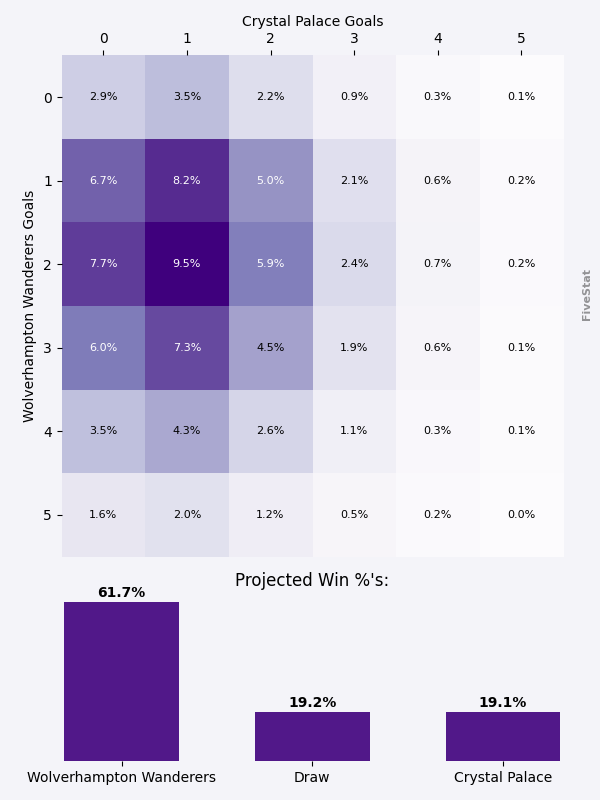 Crystal Palace Goals
0 1 2 3 4 5
0 2.9% 3.5% 2.2% 0.9% 0.3% 0.1%
1 6.7% 8.2% 5.0% 2.1% 0.6% 0.2%
2 7.7% 9.5% 5.9% 2.4% 0.7% 0.2%
3 6.0% 7.3% 4.5% 1.9% 0.6% 0.1%
4 3.5% 4.3% 2.6% 1.1% 0.3% 0.1%
5 1.6% 2.0% 1.2% 0.5% 0.2% 0.0%
Wolverhampton Wanderers Goals
FiveStat
Projected Win %'s:
61.7%
19.2%
19.1%
Wolverhampton Wanderers
Draw
Crystal Palace